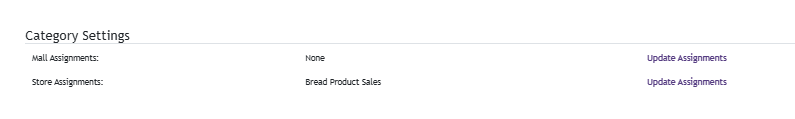 Category Settings
Mall Assignments: None Update Assignments
Store Assignments: Bread Product Sales Update Assignments